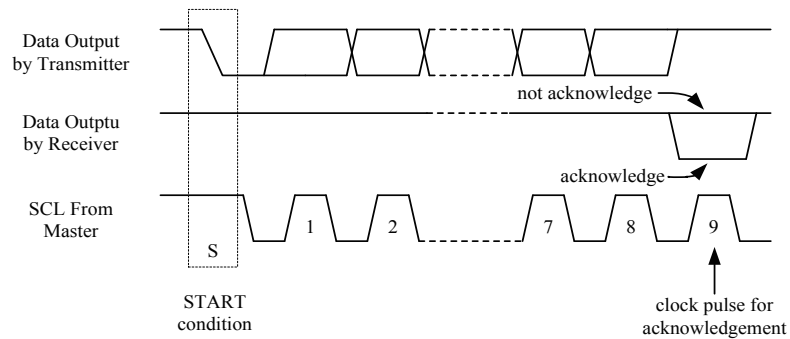 Data Output
by Transmitter
not acknowledge
Data Outptu
by Receiver
acknowledge
SCL From
Master
1
2
7
8
9
S
START
condition
clock pulse for
acknowledgement